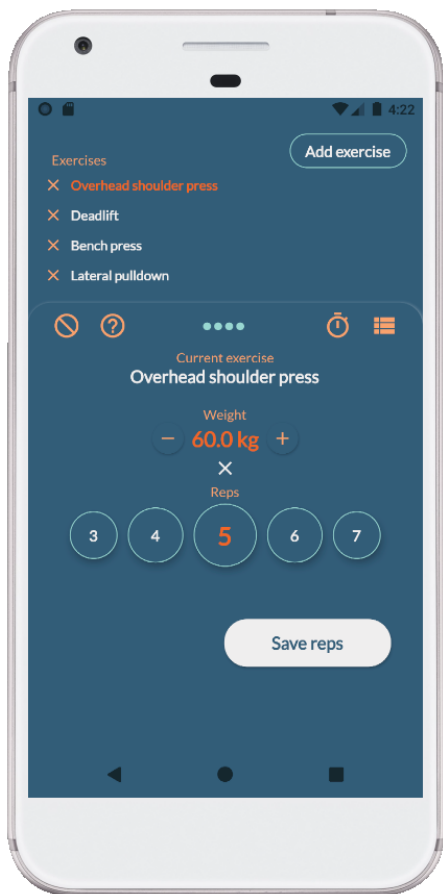 4:22
Add exercise
Exercises
Overhead shoulder press
Deadlift
Bench press
Lateral pulldown
Current exercise
Overhead shoulder press
Weight
− 60.0 kg +
×
Reps
3 4 5 6 7
Save reps